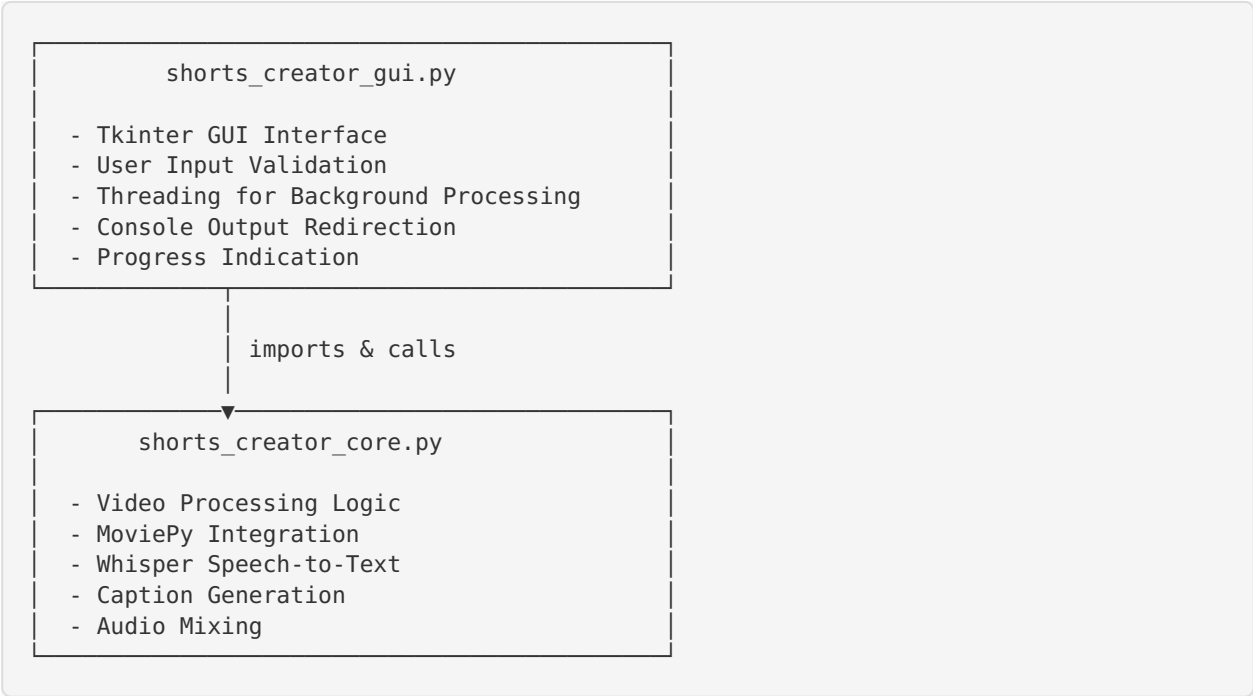 shorts_creator_gui.py
- Tkinter GUI Interface
- User Input Validation
- Threading for Background Processing
- Console Output Redirection
- Progress Indication
imports & calls
shorts_creator_core.py
- Video Processing Logic
- MoviePy Integration
- Whisper Speech-to-Text
- Caption Generation
- Audio Mixing